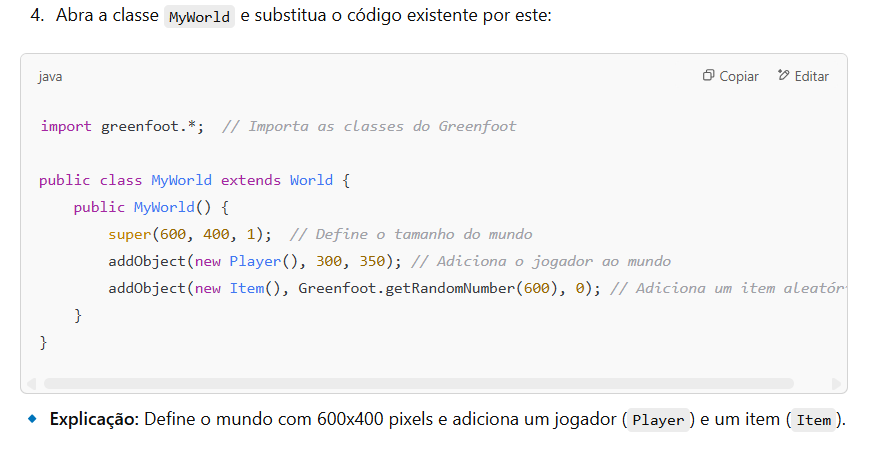 4. Abra a classe MyWorld e substitua o código existente por este:
java
Copiar
Editar
import greenfoot.*;  // Importa as classes do Greenfoot
public class MyWorld extends World {
    public MyWorld() {
        super(600, 400, 1);  // Define o tamanho do mundo
        addObject(new Player(), 300, 350); // Adiciona o jogador ao mundo
        addObject(new Item(), Greenfoot.getRandomNumber(600), 0); // Adiciona um item
    }
}
Explicação: Define o mundo com 600x400 pixels e adiciona um jogador (Player) e um item (Item).